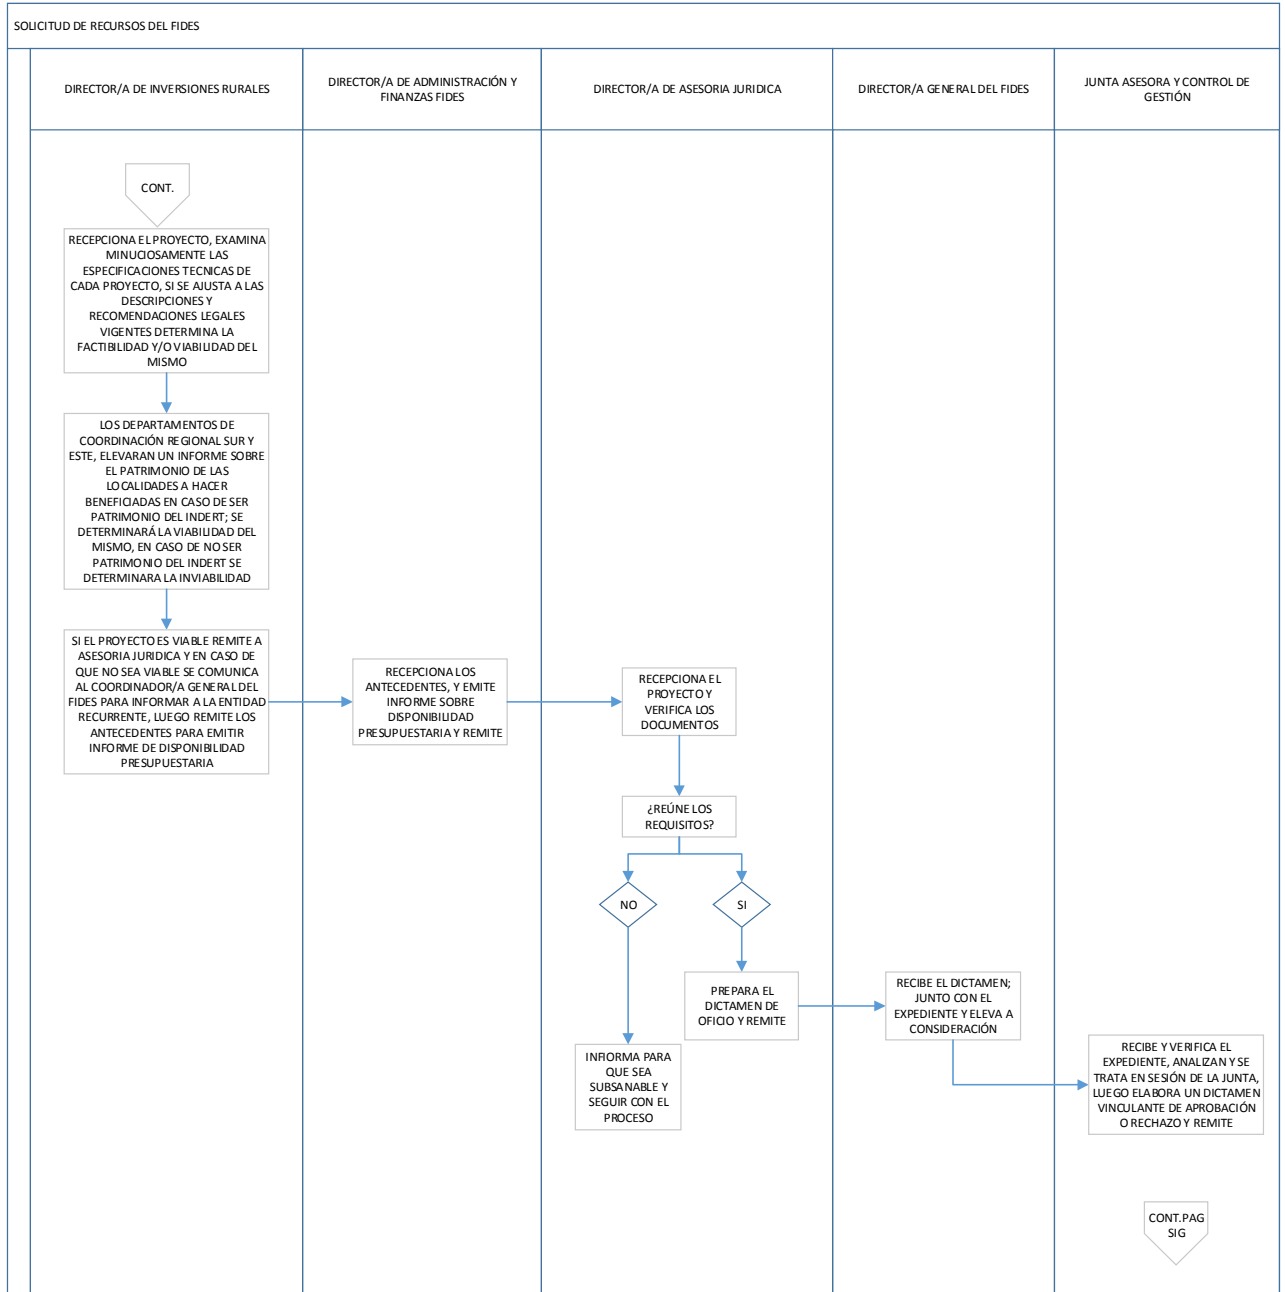 SOLICITUD DE RECURSOS DEL FIDES
DIRECTOR/A DE INVERSIONES RURALES
DIRECTOR/A DE ADMINISTRACIÓN Y
FINANZAS FIDES
DIRECTOR/A DE ASESORIA JURIDICA
DIRECTOR/A GENERAL DEL FIDES
JUNTA ASESORA Y CONTROL DE
GESTIÓN
CONT.
RECEPCIONA EL PROYECTO, EXAMINA
MINUCIOSAMENTE LAS
ESPECIFICACIONES TECNICAS DE
CADA PROYECTO, SI SE AJUSTA A LAS
DESCRIPCIONES Y
RECOMENDACIONES LEGALES
VIGENTES DETERMINA LA
FACTIBILIDAD Y/O VIABILIDAD DEL
MISMO
LOS DEPARTAMENTOS DE
COORDINACIÓN REGIONAL SUR Y
ESTE, ELEVARAN UN INFORME SOBRE
EL PATRIMONIO DE LAS
LOCALIDADES A HACER
BENEFICIADAS EN CASO DE SER
PATRIMONIO DEL INDERT; SE
DETERMINARÁ LA VIABILIDAD DEL
MISMO, EN CASO DE NO SER
PATRIMONIO DEL INDERT SE
DETERMINARA LA INVIABILIDAD
SI EL PROYECTO ES VIABLE REMITE A
ASESORIA JURIDICA Y EN CASO DE
QUE NO SEA VIABLE SE COMUNICA
AL COORDINADOR/A GENERAL DEL
FIDES PARA INFORMAR A LA ENTIDAD
RECURRENTE, LUEGO REMITE LOS
ANTECEDENTES PARA EMITIR
INFORME DE DISPONIBILIDAD
PRESUPUESTARIA
RECEPCIONA LOS
ANTECEDENTES, Y EMITE
INFORME SOBRE
DISPONIBILIDAD
PRESUPUESTARIA Y REMITE
RECEPCIONA EL
PROYECTO Y
VERIFICA LOS
DOCUMENTOS
¿REÚNE LOS
REQUISITOS?
NO
SI
PREPARA EL
DICTAMEN DE
OFICIO Y REMITE
INFIORMA PARA
QUE SEA
SUBSANABLE Y
SEGUIR CON EL
PROCESO
RECIBE EL DICTAMEN;
JUNTO CON EL
EXPEDIENTE Y ELEVA A
CONSIDERACIÓN
RECIBE Y VERIFICA EL
EXPEDIENTE, ANALIZAN Y SE
TRATA EN SESIÓN DE LA JUNTA,
LUEGO ELABORA UN DICTAMEN
VINCULANTE DE APROBACIÓN
O RECHAZO Y REMITE
CONT.PAG
SIG